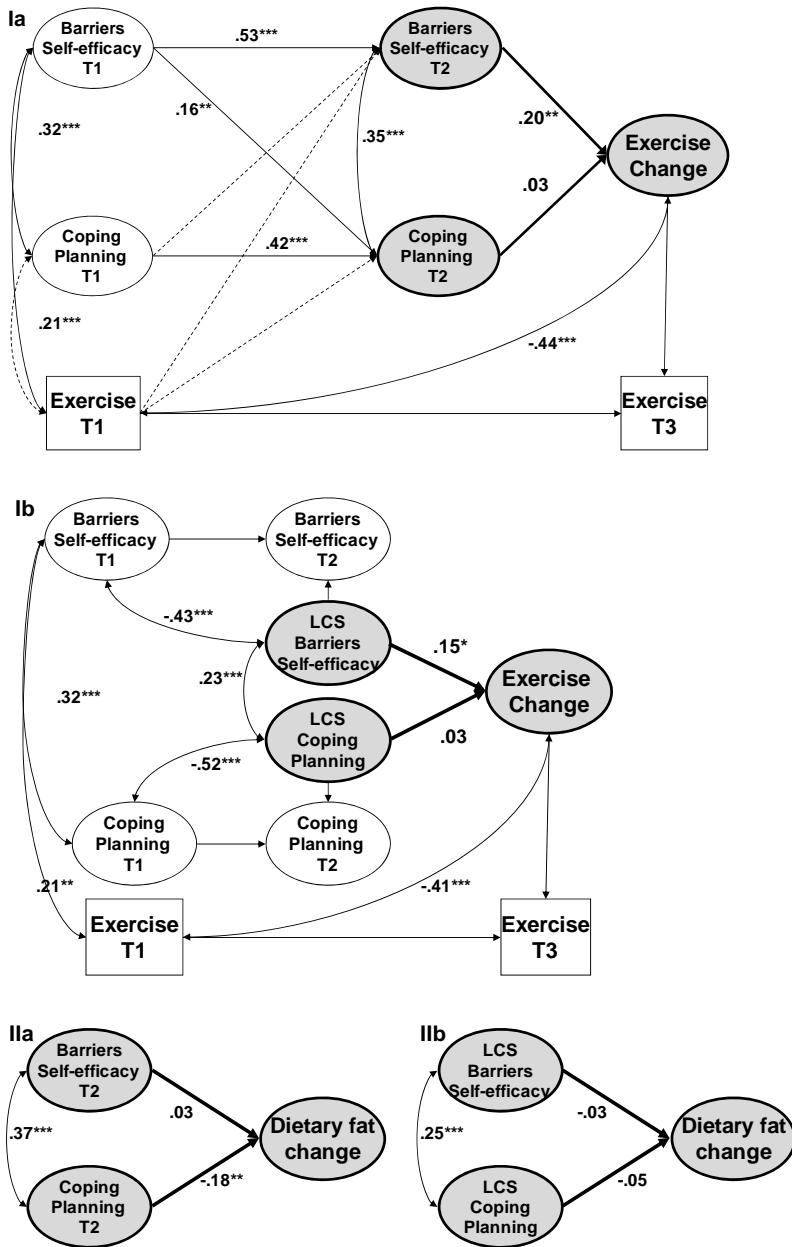 Ia
Barriers
Self-efficacy
T1
.53***
Barriers
Self-efficacy
T2
.16**
.20**
.32***
.35***
Exercise
Change
.03
Coping
Planning
T1
.42***
Coping
Planning
T2
.21***
-.44***
Exercise
T1
Exercise
T3
Ib
Barriers
Self-efficacy
T1
Barriers
Self-efficacy
T2
-.43***
LCS
Barriers
Self-efficacy
.15*
.23***
.32***
Exercise
Change
LCS
Coping
Planning
.03
-.52***
Coping
Planning
T1
Coping
Planning
T2
.21**
-.41***
Exercise
T1
Exercise
T3
IIa
Barriers
Self-efficacy
T2
.03
.37***
Dietary fat
change
-.18**
Coping
Planning
T2
IIb
LCS
Barriers
Self-efficacy
-.03
.25***
Dietary fat
change
-.05
LCS
Coping
Planning